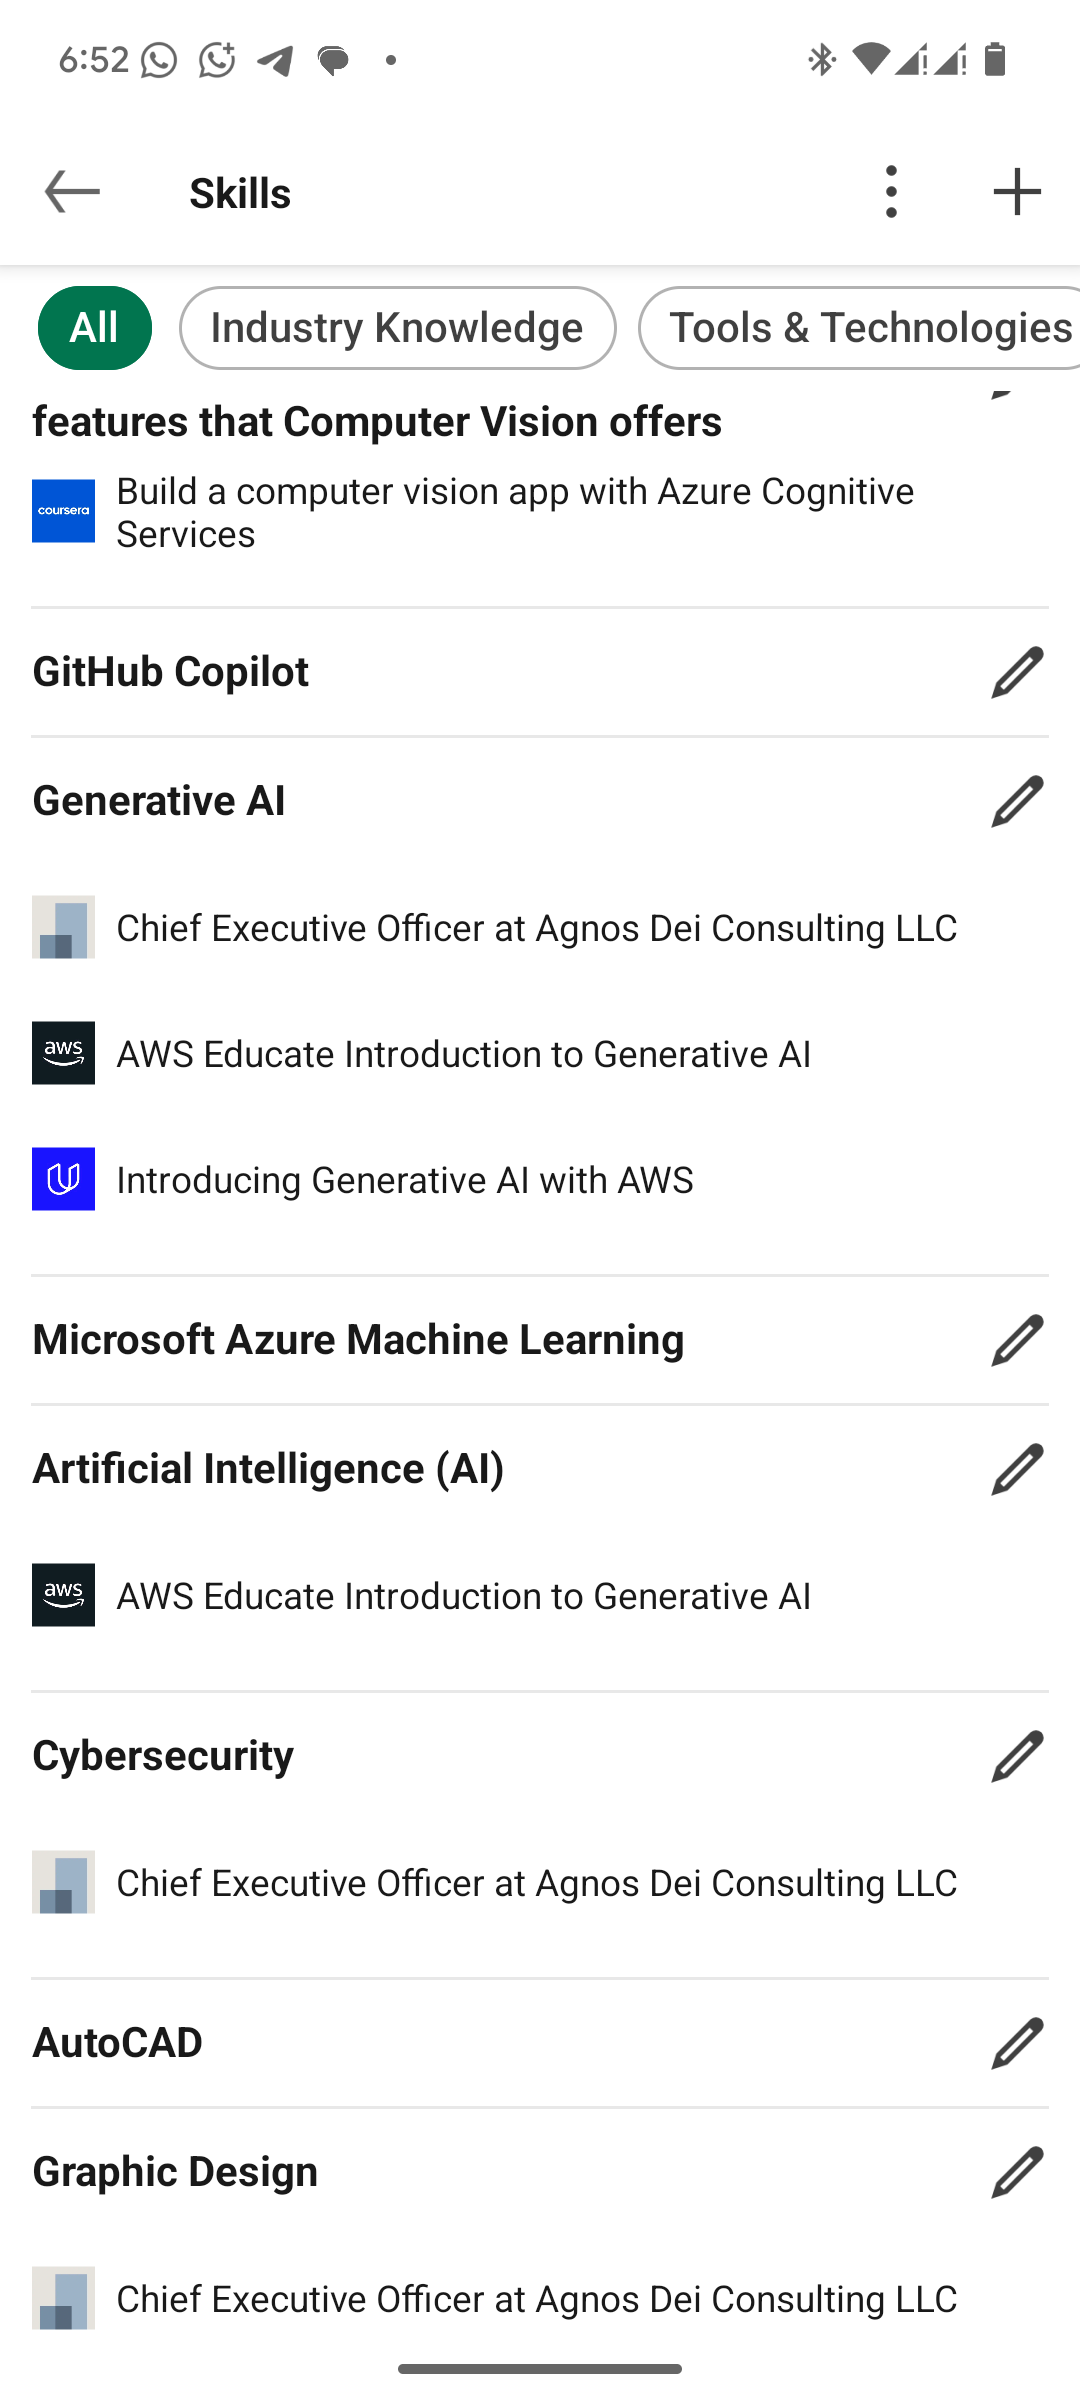 6:52
Skills
All
Industry Knowledge
Tools & Technologies
features that Computer Vision offers
coursera
Build a computer vision app with Azure Cognitive
Services
GitHub Copilot
Generative AI
Chief Executive Officer at Agnos Dei Consulting LLC
aws
AWS Educate Introduction to Generative AI
Introducing Generative AI with AWS
Microsoft Azure Machine Learning
Artificial Intelligence (AI)
aws
AWS Educate Introduction to Generative AI
Cybersecurity
Chief Executive Officer at Agnos Dei Consulting LLC
AutoCAD
Graphic Design
Chief Executive Officer at Agnos Dei Consulting LLC